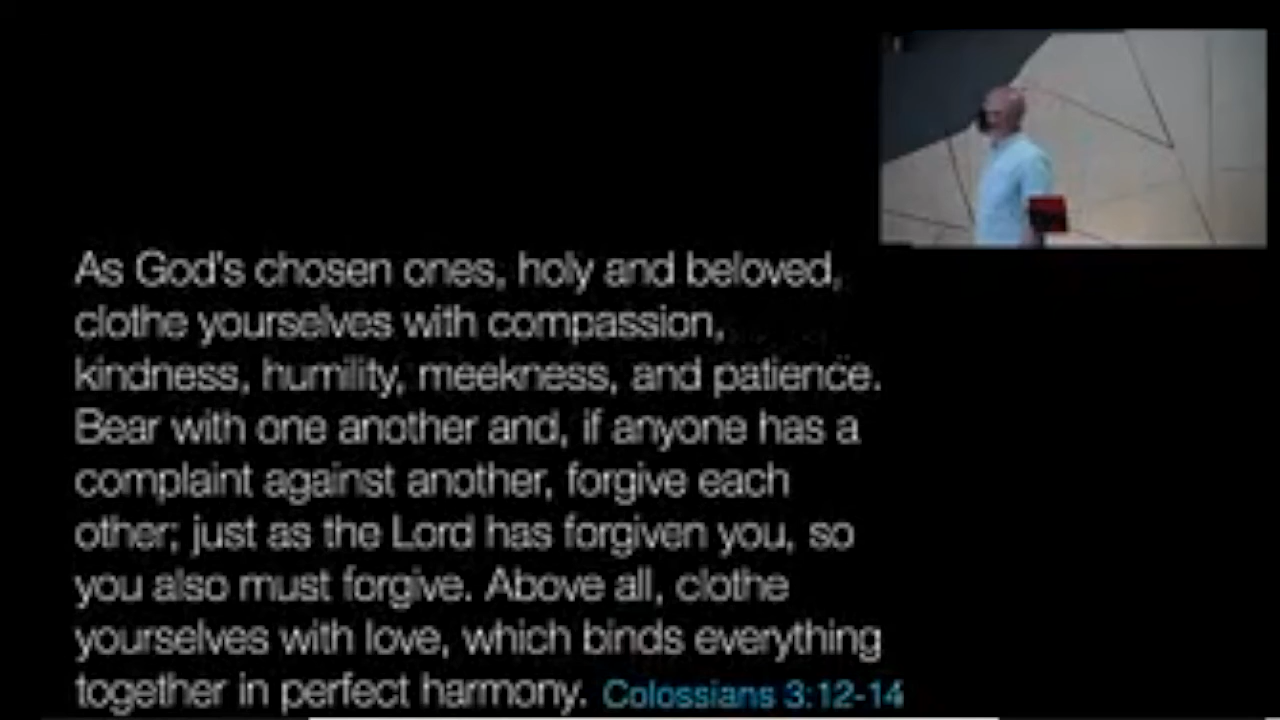 As God's chosen ones, holy and beloved,
clothe yourselves with compassion,
kindness, humility, meekness, and patience.
Bear with one another and, if anyone has a
complaint against another, forgive each
other; just as the Lord has forgiven you, so
you also must forgive. Above all, clothe
yourselves with love, which binds everything
together in perfect harmony. Colossians 3:12-14